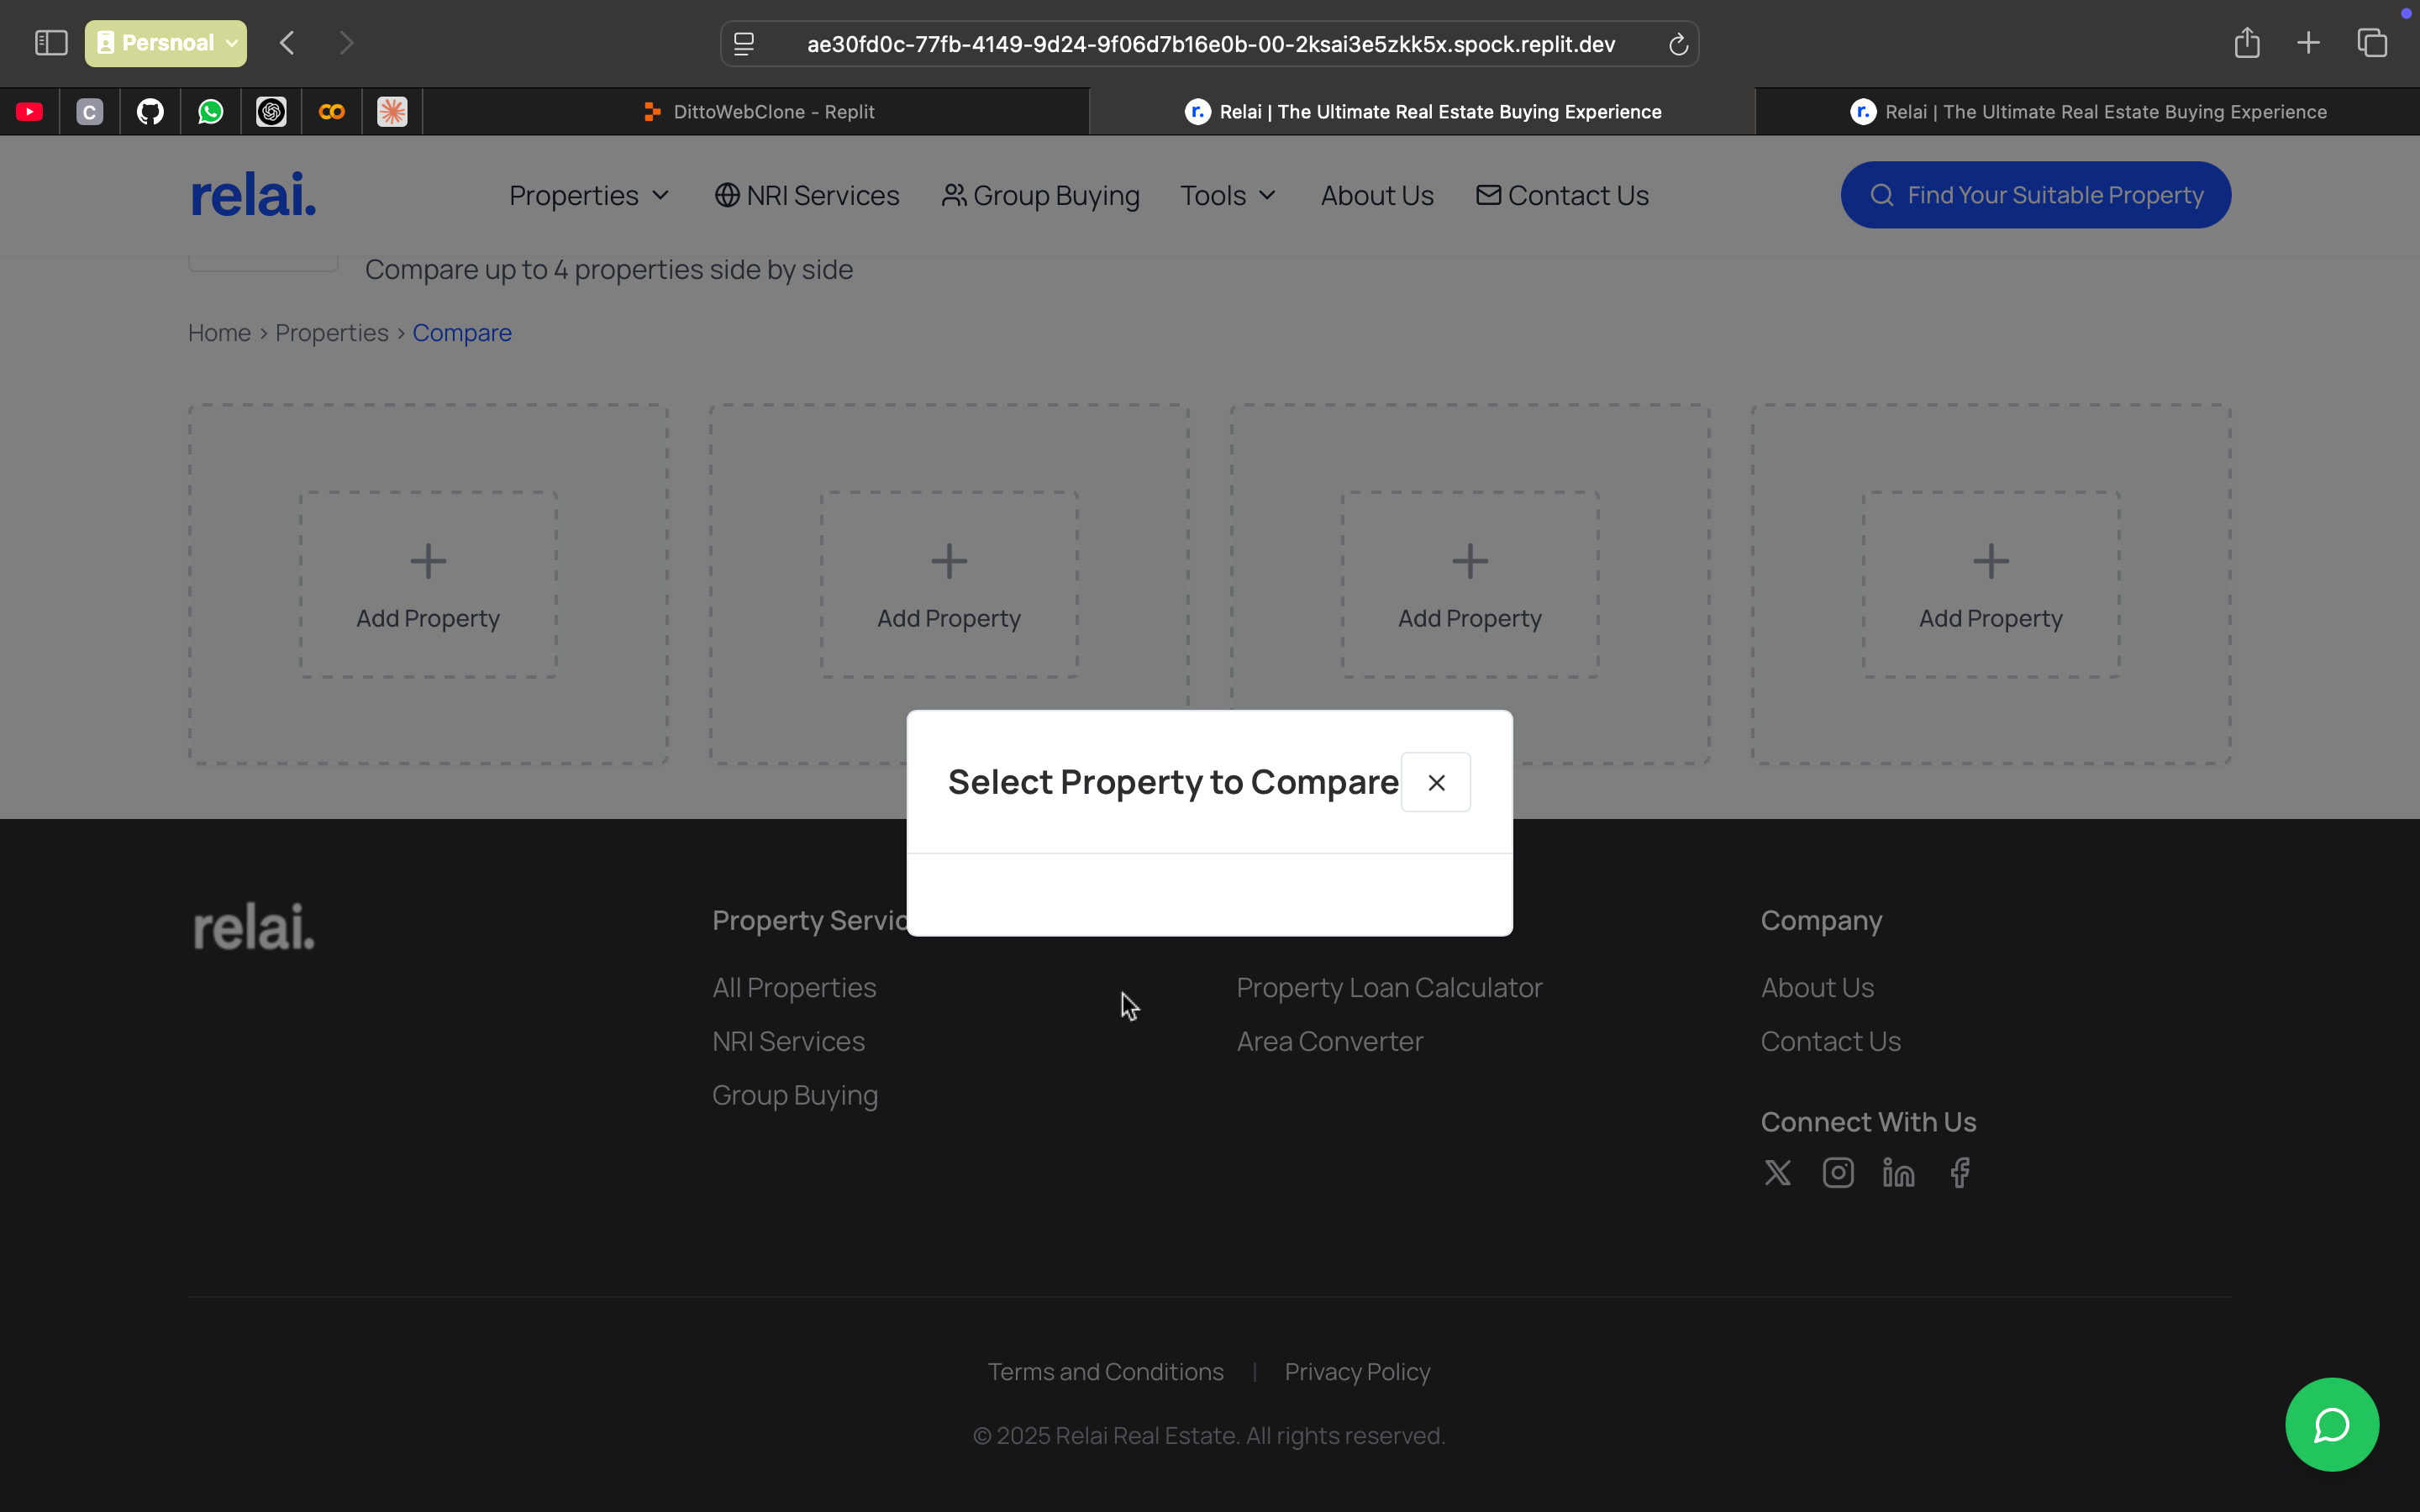 Persnoal
ae30fd0c-77fb-4149-9d24-9f06d7b16e0b-00-2ksai3e5zkk5x.spock.replit.dev
C
DittoWebClone - Replit
r. Relai | The Ultimate Real Estate Buying Experience
r. Relai | The Ultimate Real Estate Buying Experience
relai.
Properties
NRI Services
Group Buying
Tools
About Us
Contact Us
Find Your Suitable Property
Compare up to 4 properties side by side
Home > Properties > Compare
Add Property
Add Property
Add Property
Add Property
Select Property to Compare
relai.
Property Servic
All Properties
NRI Services
Group Buying
Property Loan Calculator
Area Converter
Company
About Us
Contact Us
Connect With Us
Terms and Conditions | Privacy Policy
© 2025 Relai Real Estate. All rights reserved.